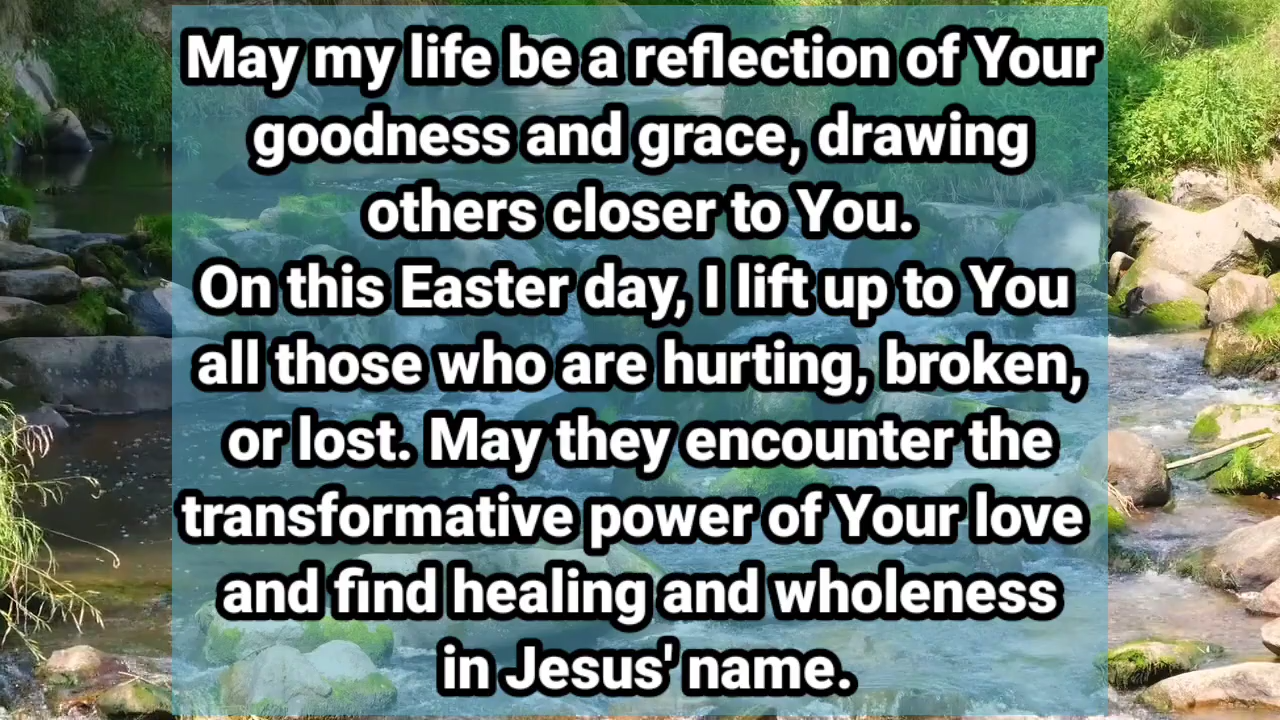 May my life be a reflection of Your
goodness and grace, drawing
others closer to You.
On this Easter day, I lift up to You
all those who are hurting, broken,
or lost. May they encounter the
transformative power of Your love
and find healing and wholeness
in Jesus' name.